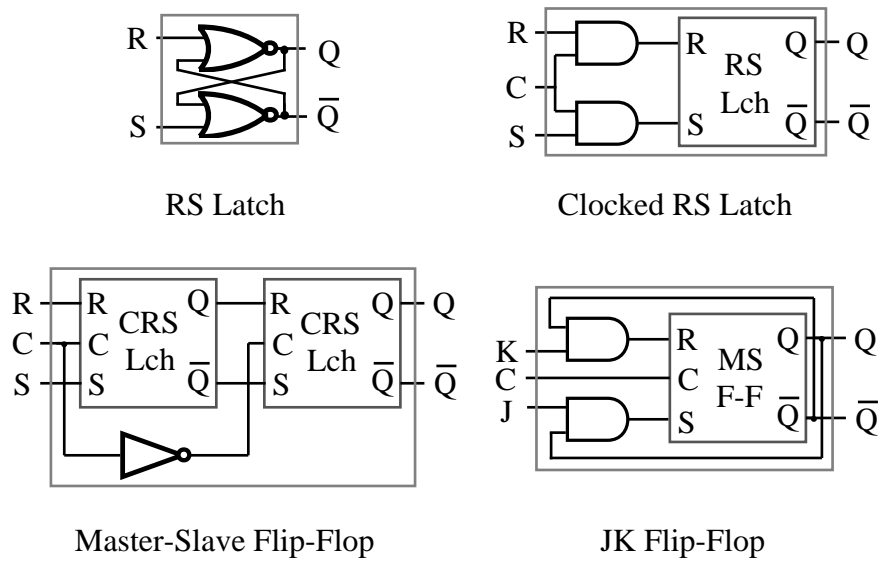 R
S
Q
Q̅
RS Latch
R
C
S
R
S
RS
Lch
Q
Q̅
Q
Q̅
Clocked RS Latch
R
C
S
R
C
S
CRS
Lch
Q
Q̅
R
C
S
CRS
Lch
Q
Q̅
Q
Q̅
Master-Slave Flip-Flop
K
C
J
R
C
S
MS
F-F
Q
Q̅
Q
Q̅
JK Flip-Flop